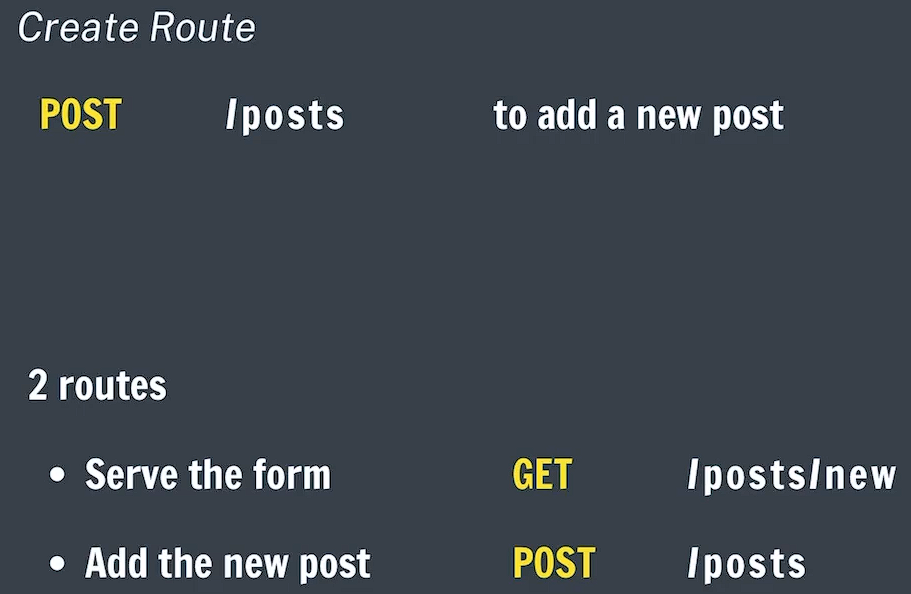 Create Route
POST /posts to add a new post
2 routes
• Serve the form GET /posts/new
• Add the new post POST /posts